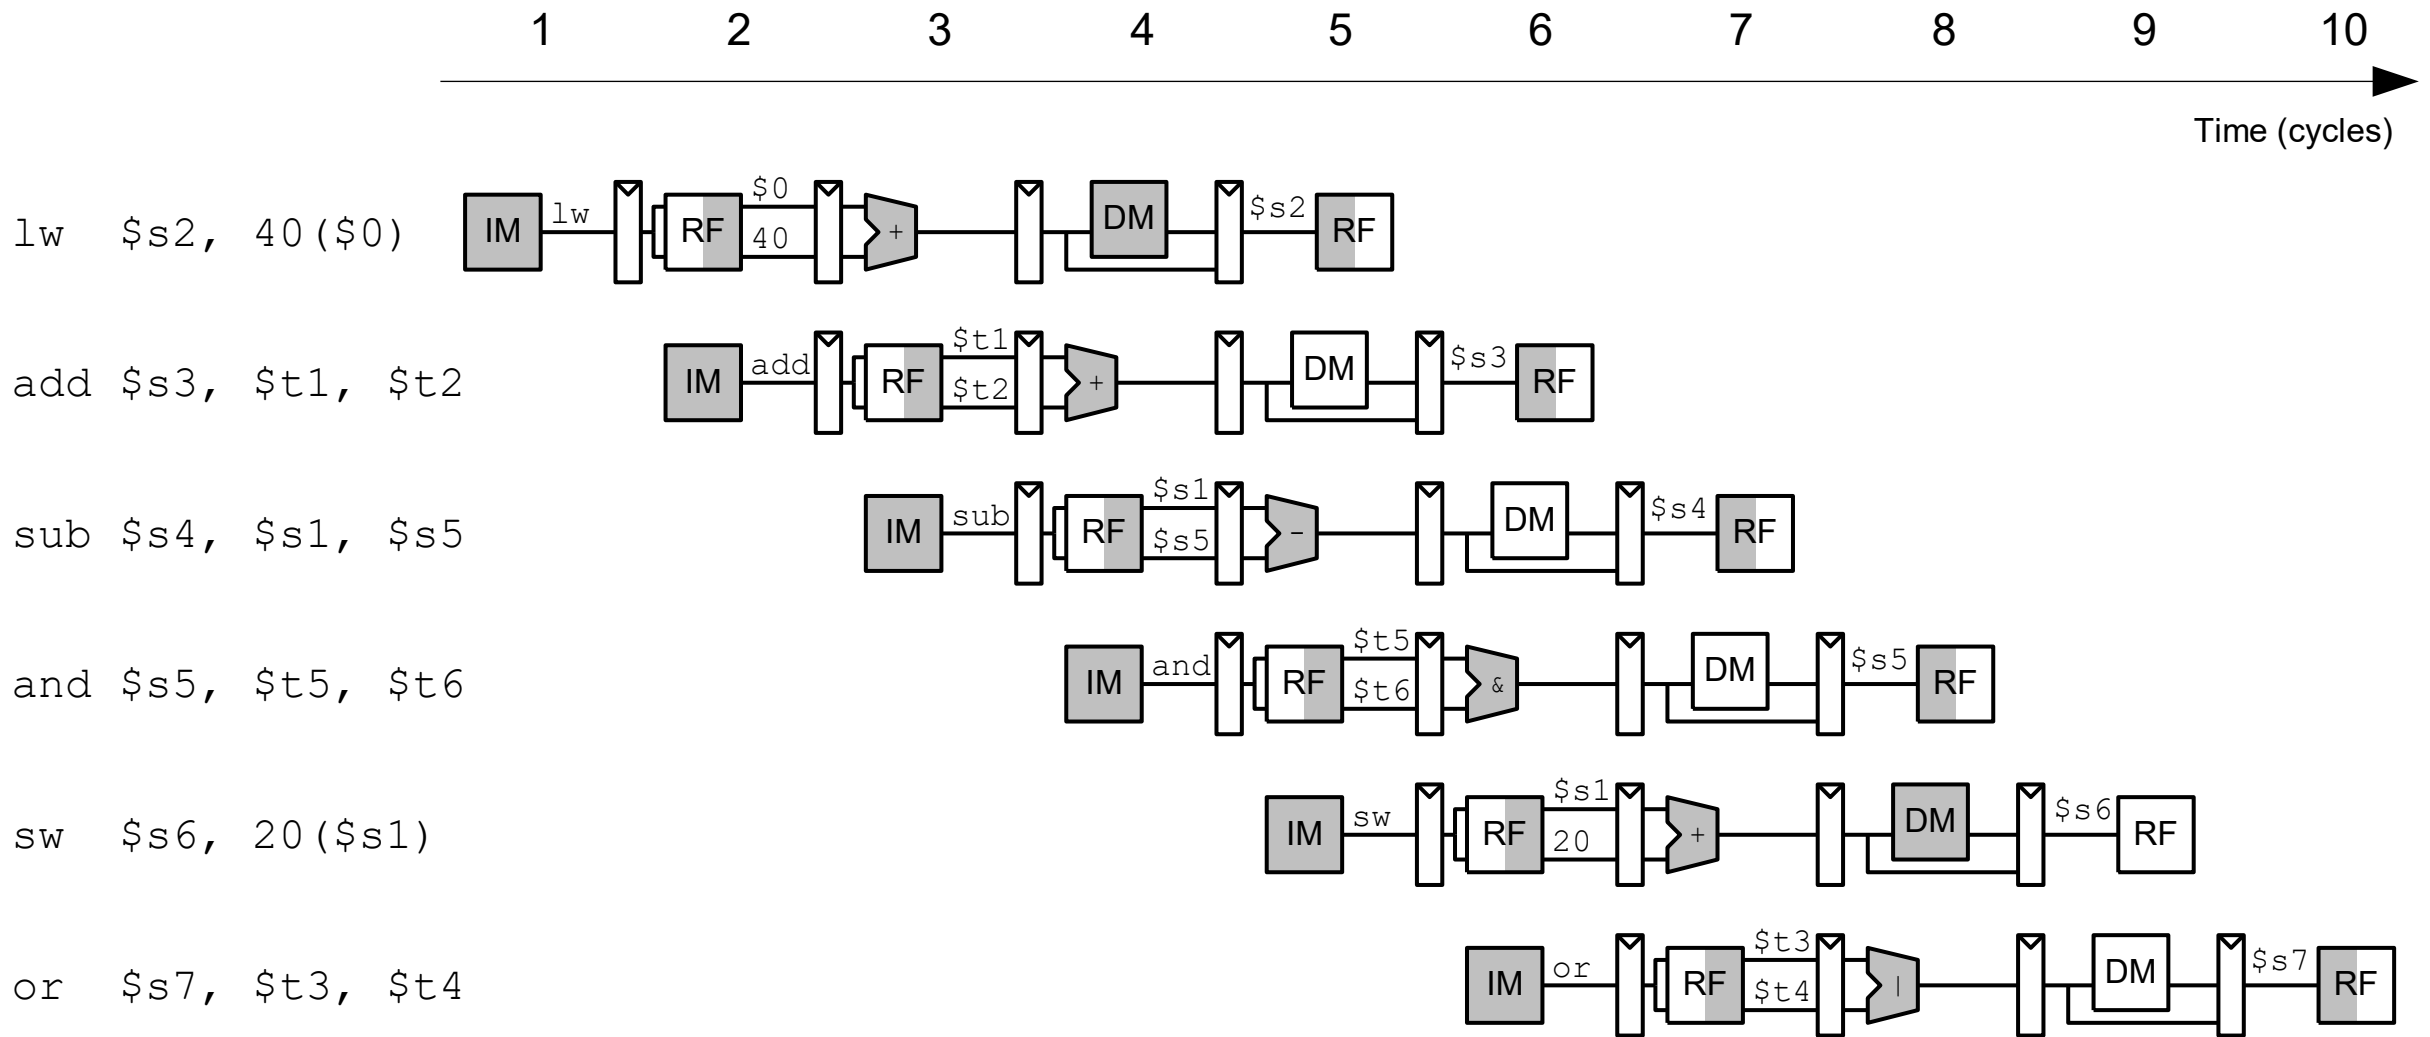 1 2 3 4 5 6 7 8 9 10
Time (cycles)
lw $s2, 40($0) IM lw RF $0 40 + DM $s2 RF
add $s3, $t1, $t2 IM add RF $t1 $t2 + DM $s3 RF
sub $s4, $s1, $s5 IM sub RF $s1 $s5 - DM $s4 RF
and $s5, $t5, $t6 IM and RF $t5 $t6 & DM $s5 RF
sw $s6, 20($s1) IM sw RF $s1 20 + DM $s6 RF
or $s7, $t3, $t4 IM or RF $t3 $t4 | DM $s7 RF